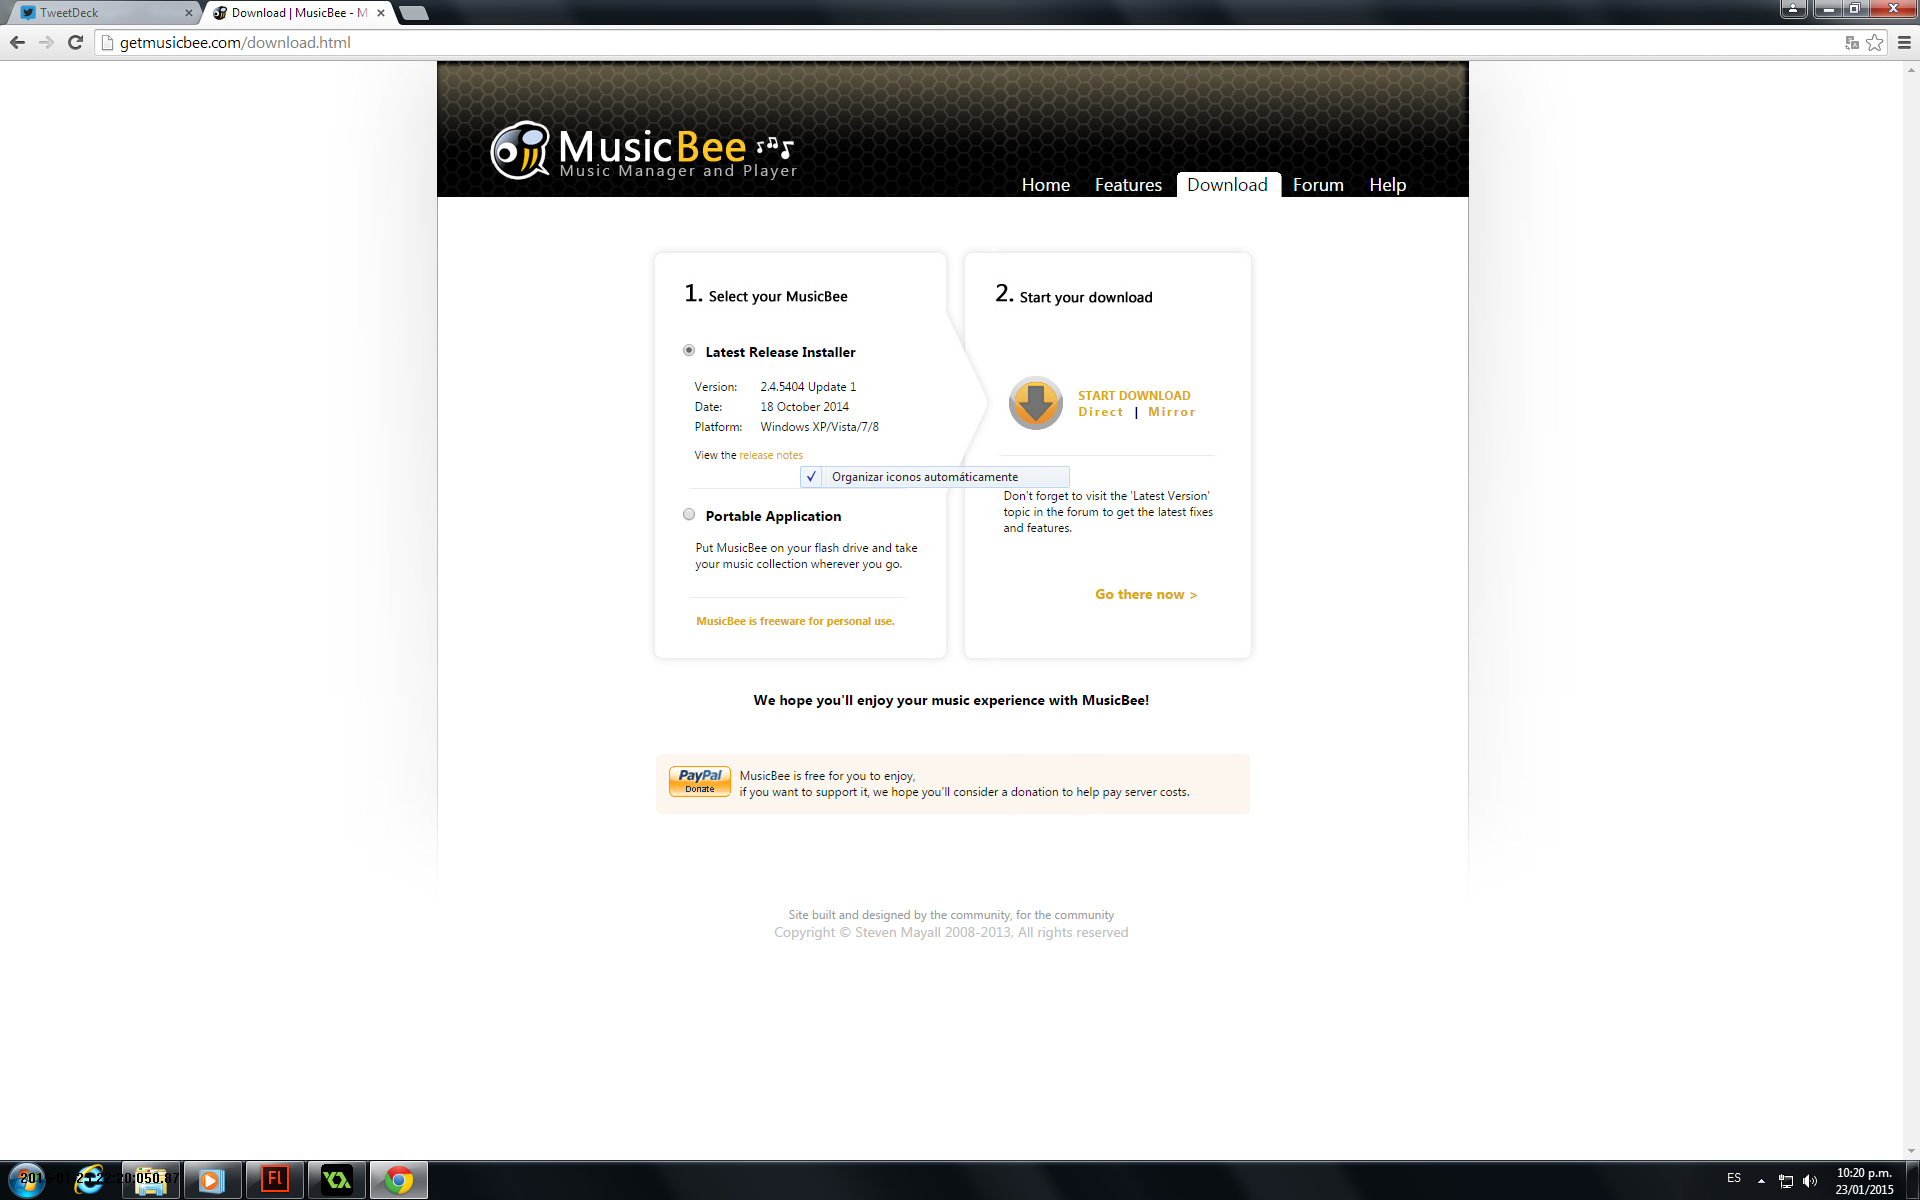 TweetDeck
Download | MusicBee - M
getmusicbee.com/download.html
MusicBee
Music Manager and Player
Home Features Download Forum Help
1. Select your MusicBee
Latest Release Installer
Version: 2.4.5404 Update 1
Date: 18 October 2014
Platform: Windows XP/Vista/7/8
View the release notes
Organizar iconos automáticamente
Portable Application
Put MusicBee on your flash drive and take
your music collection wherever you go.
MusicBee is freeware for personal use.
2. Start your download
START DOWNLOAD
Direct | Mirror
Don't forget to visit the 'Latest Version'
topic in the forum to get the latest fixes
and features.
Go there now >
We hope you'll enjoy your music experience with MusicBee!
PayPal
Donate
MusicBee is free for you to enjoy,
if you want to support it, we hope you'll consider a donation to help pay server costs.
Site built and designed by the community, for the community
Copyright © Steven Mayall 2008-2013, All rights reserved
Fl
ES
10:20 p.m.
23/01/2015